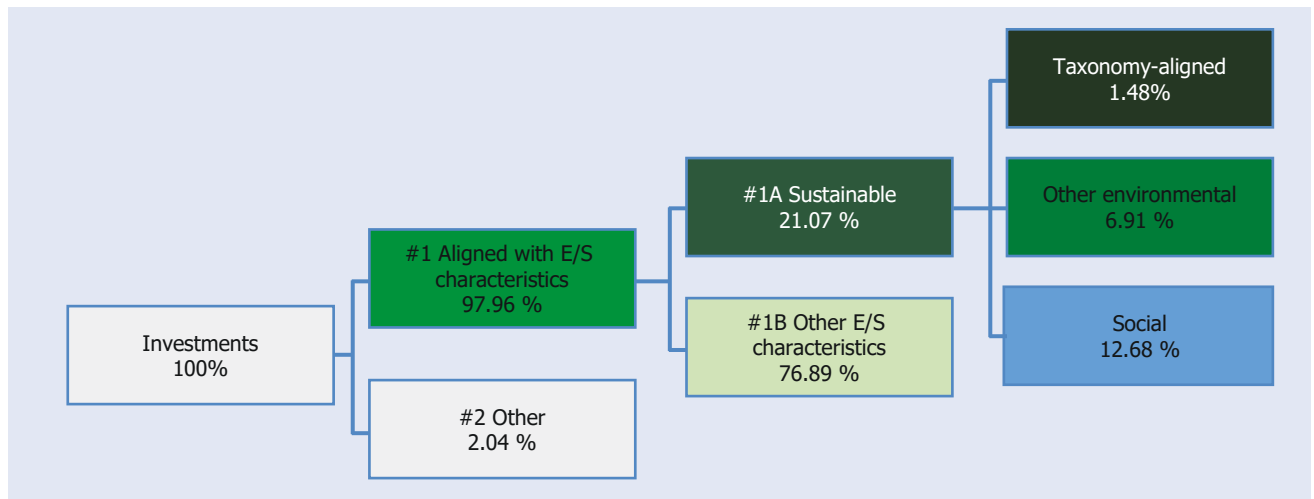 Investments
100%
#1 Aligned with E/S
characteristics
97.96 %
#2 Other
2.04 %
#1A Sustainable
21.07 %
#1B Other E/S
characteristics
76.89 %
Taxonomy-aligned
1.48%
Other environmental
6.91 %
Social
12.68 %